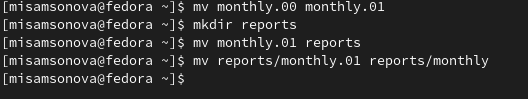 [misamsonova@fedora ~]$ mv monthly.00 monthly.01
[misamsonova@fedora ~]$ mkdir reports
[misamsonova@fedora ~]$ mv monthly.01 reports
[misamsonova@fedora ~]$ mv reports/monthly.01 reports/monthly
[misamsonova@fedora ~]$